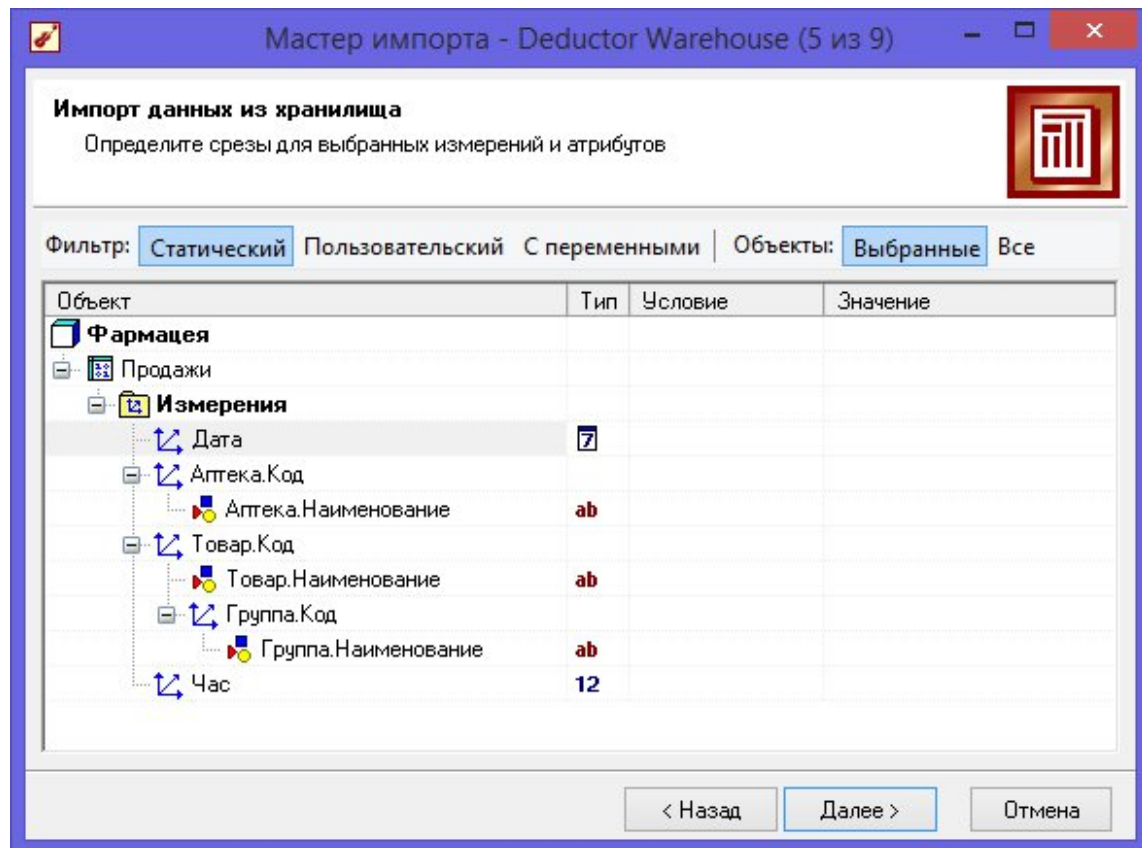 Мастер импорта - Deductor Warehouse (5 из 9)
Импорт данных из хранилища
Определите срезы для выбранных измерений и атрибутов
Фильтр: Статический Пользовательский С переменными Объекты: Выбранные Все
Объект Тип Условие Значение
Фармацея
Продажи
Измерения
Дата 7
Аптека.Код
Аптека.Наименование ab
Товар.Код
Товар.Наименование ab
Группа.Код
Группа.Наименование ab
Час 12
< Назад Далее > Отмена